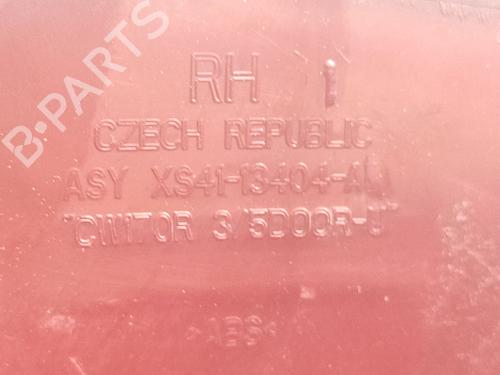 B-PARTS
RH
CZECH REPUBLIC
ASY XS41-13404-A
"CW170R 3/5DOOR-J"
>ABS<